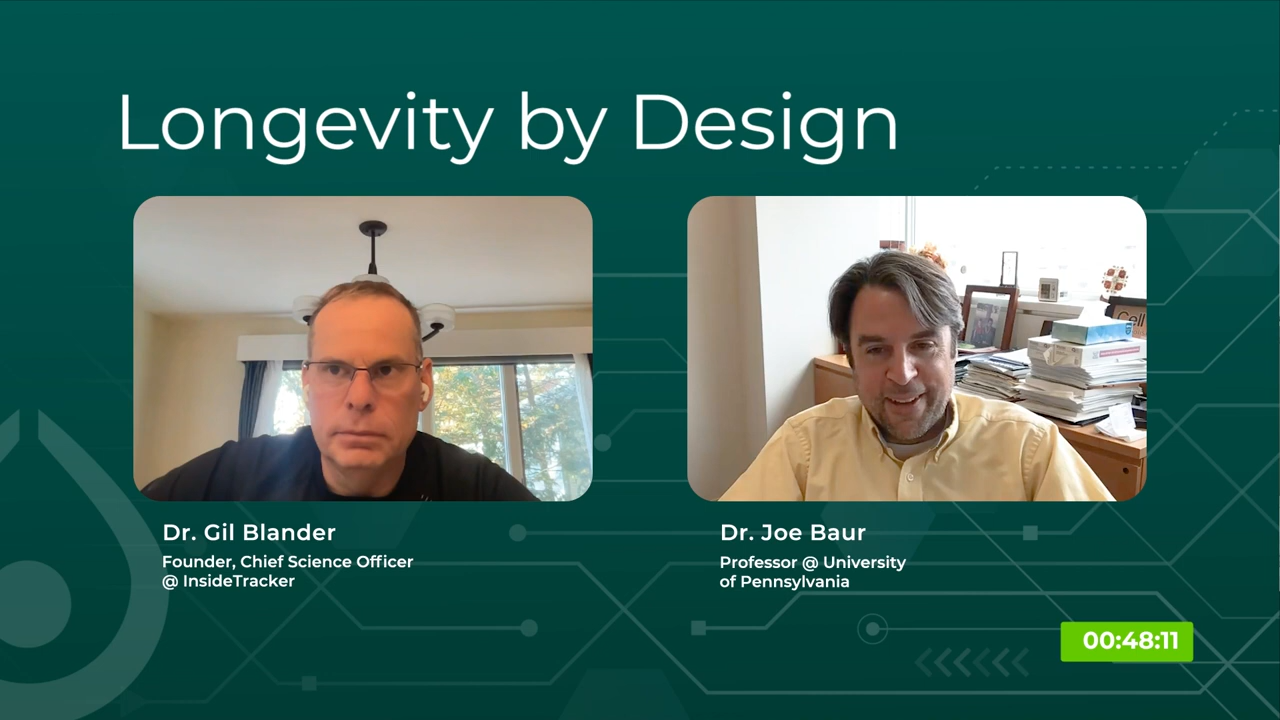 Longevity by Design
Cell
Dr. Gil Blander
Founder, Chief Science Officer
@ InsideTracker
Dr. Joe Baur
Professor @ University
of Pennsylvania
00:48:11